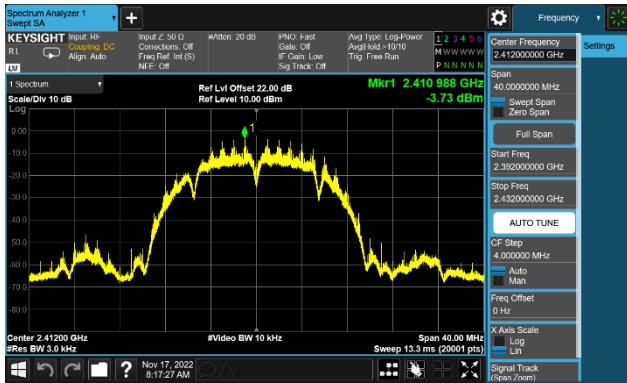 Spectrum Analyzer 1
Swept SA
+
Frequency
KEYSIGHT
RL
LXI
Input: RF
Coupling: DC
Align: Auto
Input Z: 50 Ω
Corrections: Off
Freq Ref: Int (S)
NFE: Off
#Atten: 20 dB
PNO: Fast
Gate: Off
IF Gain: Low
Sig Track: Off
Avg Type: Log-Power
Avg|Hold:>10/10
Trig: Free Run
1 2 3 4 5 6
M W W W W W
P N N N N N
Settings
1 Spectrum
Scale/Div 10 dB
Log
Ref Lvl Offset 22.00 dB
Ref Level 10.00 dBm
Mkr1 2.410 988 GHz
-3.73 dBm
1
0.00
-10.0
-20.0
-30.0
-40.0
-50.0
-60.0
-70.0
-80.0
Center 2.41200 GHz
#Res BW 3.0 kHz
#Video BW 10 kHz
Span 40.00 MHz
Sweep 13.3 ms (20001 pts)
Center Frequency
2.412000000 GHz
Span
40.0000000 MHz
Swept Span
Zero Span
Full Span
Start Freq
2.392000000 GHz
Stop Freq
2.432000000 GHz
AUTO TUNE
CF Step
4.000000 MHz
Auto
Man
Freq Offset
0 Hz
X Axis Scale
Log
Lin
Signal Track
(Span Zoom)
?
Nov 17, 2022
8:17:27 AM